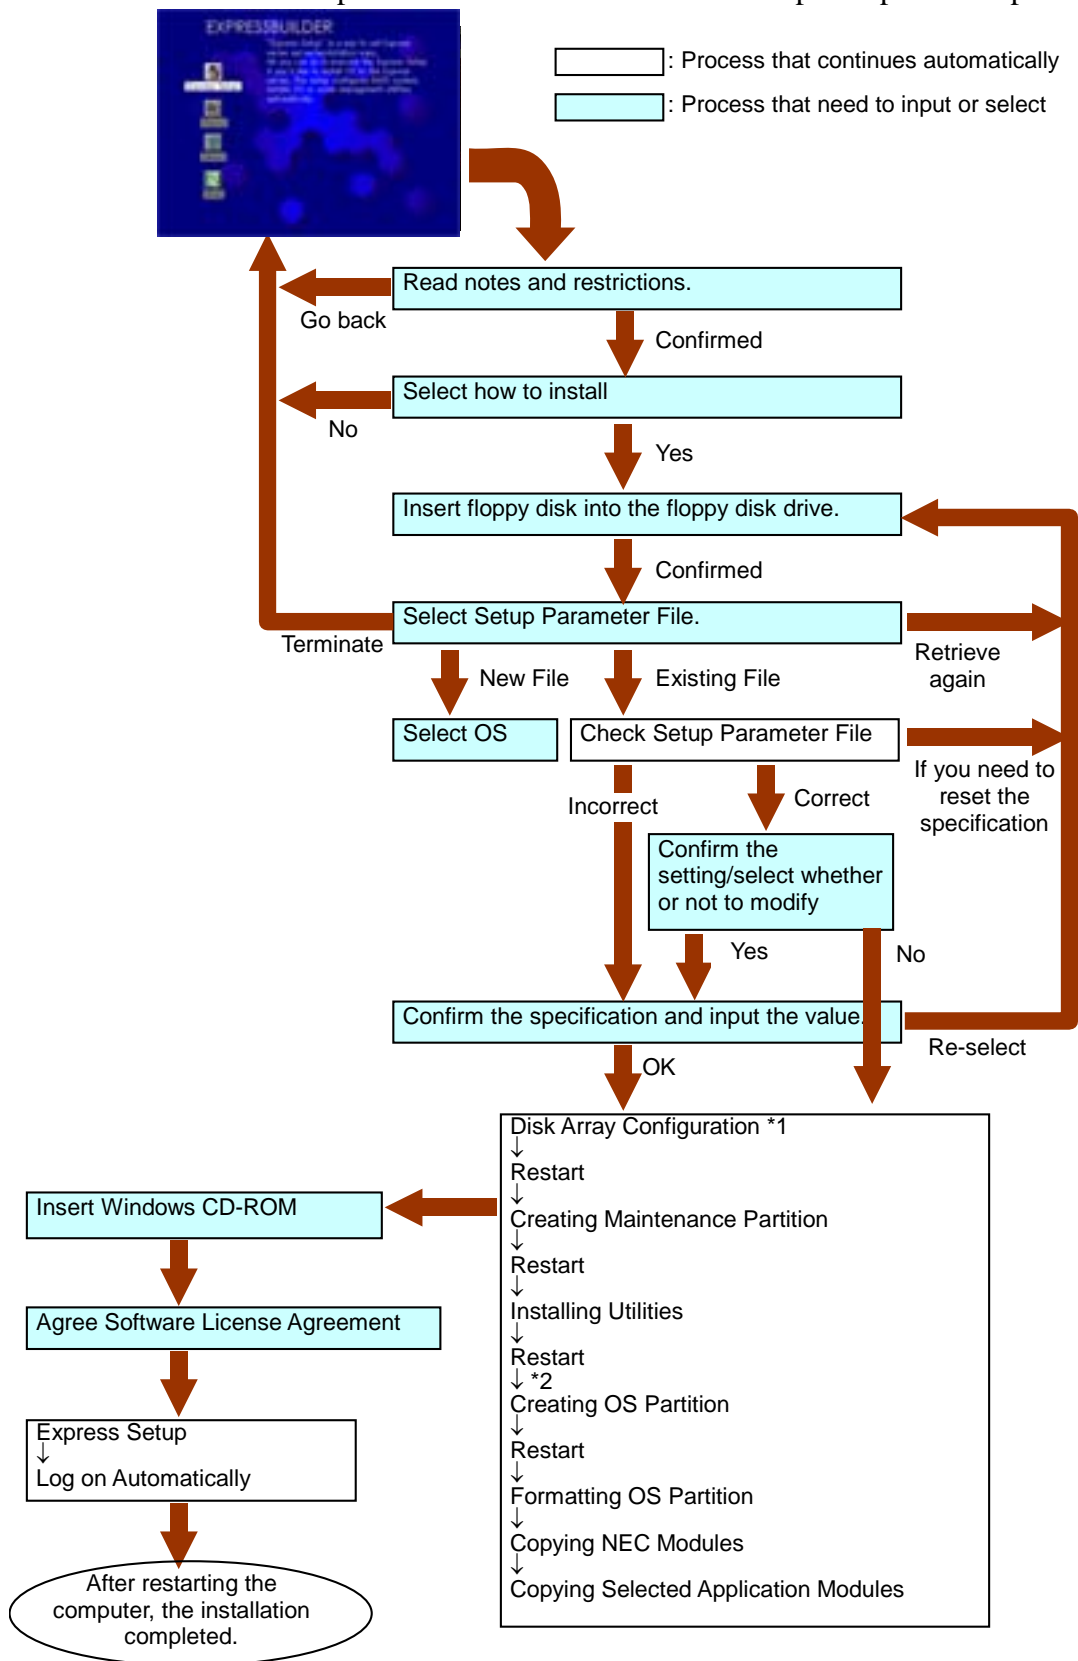 EXPRESSBUILDER
: Process that continues automatically
: Process that need to input or select
Read notes and restrictions.
Go back
Confirmed
Select how to install
No
Yes
Insert floppy disk into the floppy disk drive.
Confirmed
Select Setup Parameter File.
Terminate
Retrieve
again
New File
Existing File
Select OS
Check Setup Parameter File
If you need to
reset the
specification
Incorrect
Correct
Confirm the
setting/select whether
or not to modify
Yes
No
Confirm the specification and input the value.
Re-select
OK
Disk Array Configuration *1
↓
Restart
↓
Creating Maintenance Partition
↓
Restart
↓
Installing Utilities
↓
Restart
↓ *2
Creating OS Partition
↓
Restart
↓
Formatting OS Partition
↓
Copying NEC Modules
↓
Copying Selected Application Modules
Insert Windows CD-ROM
Agree Software License Agreement
Express Setup
↓
Log on Automatically
After restarting the
computer, the installation
completed.